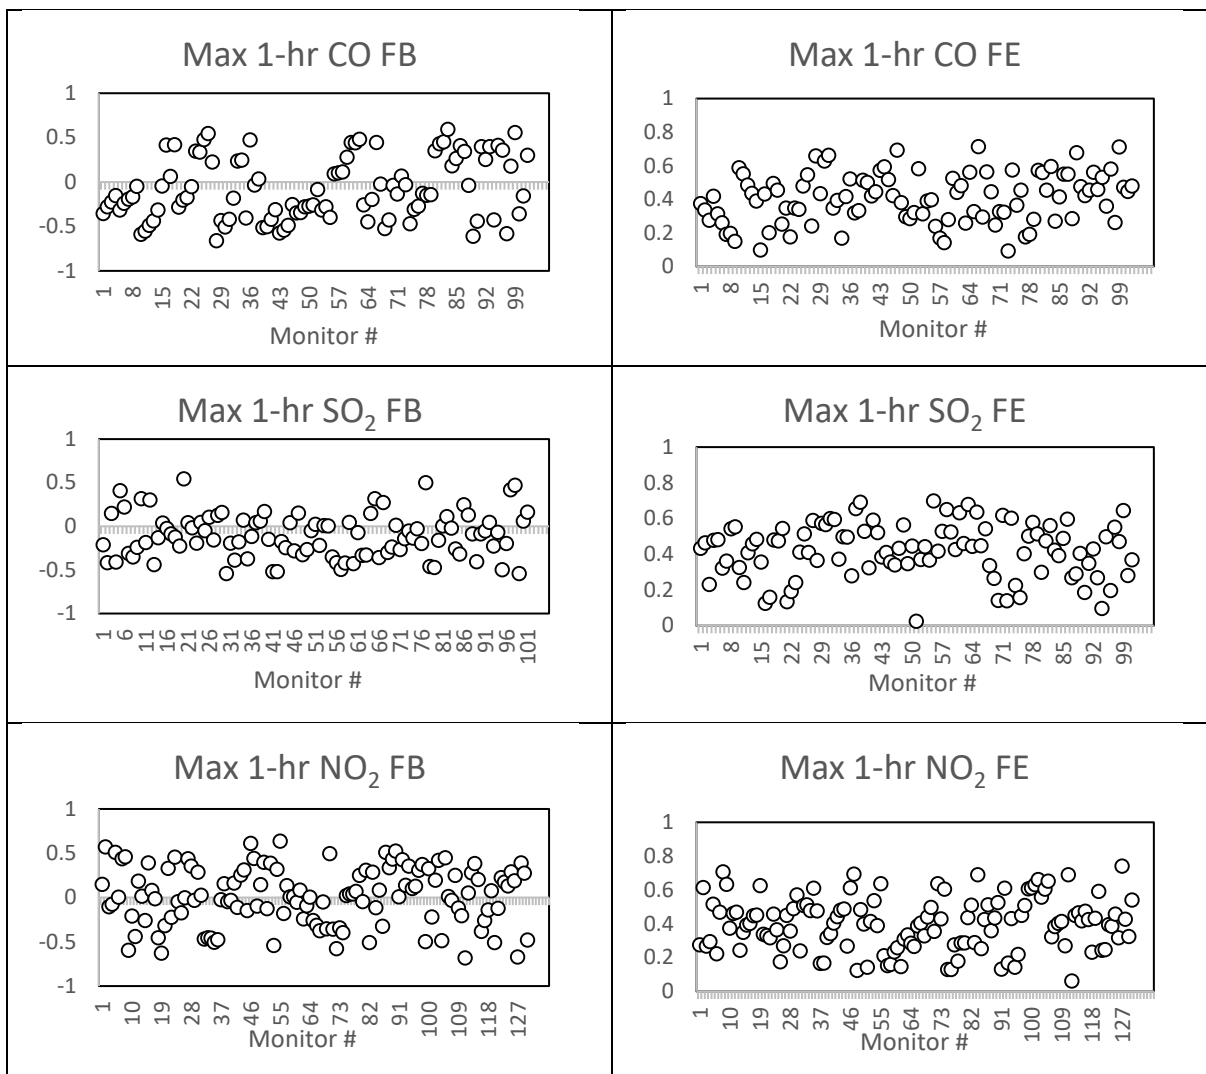 Max 1-hr CO FB
1
0.5
0
-0.5
-1
1 8 15 22 29 36 43 50 57 64 71 78 85 92 99
Monitor #
Max 1-hr CO FE
1
0.8
0.6
0.4
0.2
0
1 8 15 22 29 36 43 50 57 64 71 78 85 92 99
Monitor #
Max 1-hr SO₂ FB
1
0.5
0
-0.5
-1
1 6 11 16 21 26 31 36 41 46 51 56 61 66 71 76 81 86 91 96 101
Monitor #
Max 1-hr SO₂ FE
1
0.8
0.6
0.4
0.2
0
1 8 15 22 29 36 43 50 57 64 71 78 85 92 99
Monitor #
Max 1-hr NO₂ FB
1
0.5
0
-0.5
-1
1 10 19 28 37 46 55 64 73 82 91 100 109 118 127
Monitor #
Max 1-hr NO₂ FE
1
0.8
0.6
0.4
0.2
0
1 10 19 28 37 46 55 64 73 82 91 100 109 118 127
Monitor #